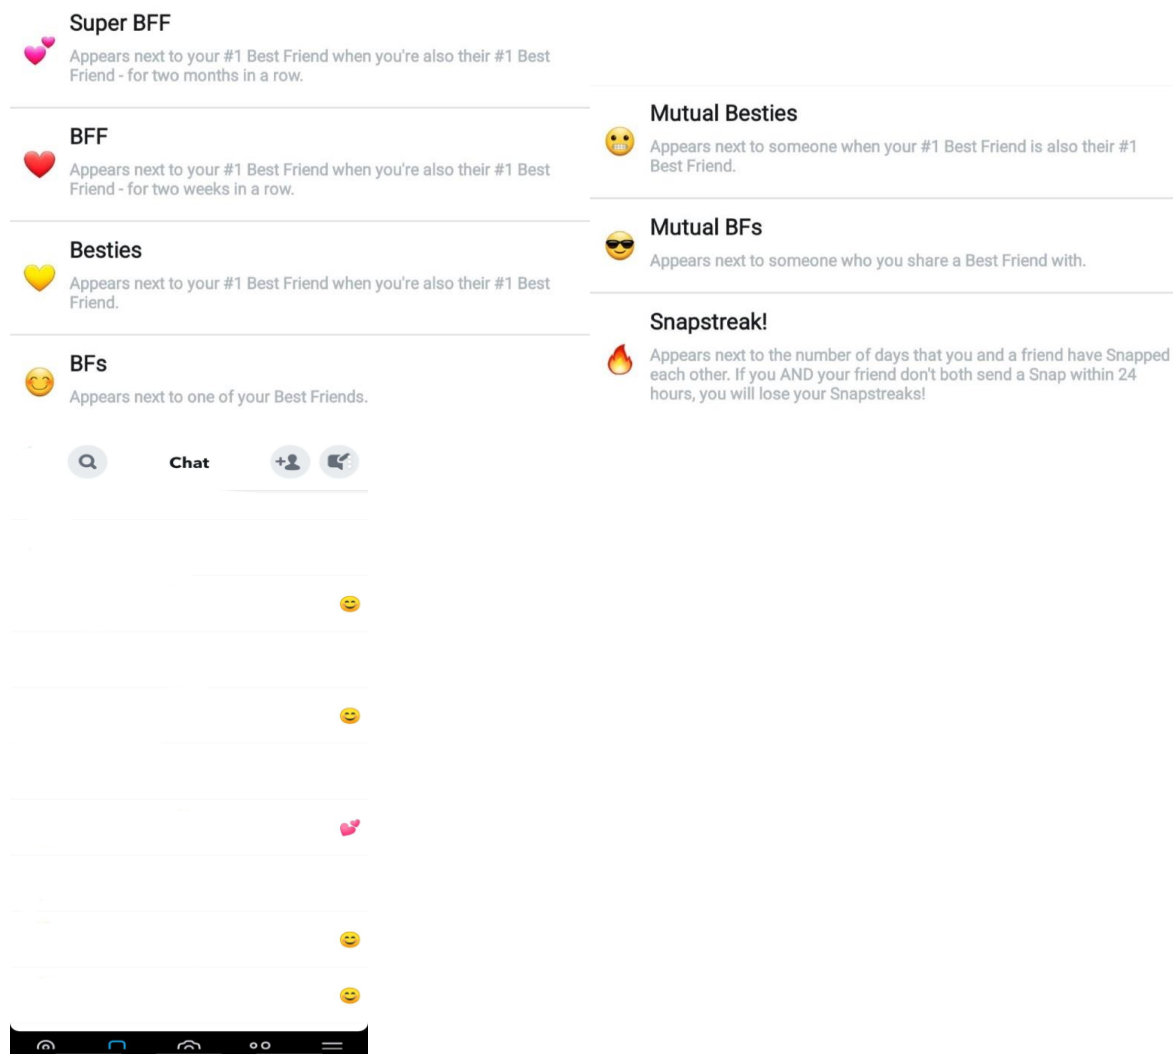 Super BFF
Appears next to your #1 Best Friend when you're also their #1 Best
Friend - for two months in a row.
BFF
Appears next to your #1 Best Friend when you're also their #1 Best
Friend - for two weeks in a row.
Besties
Appears next to your #1 Best Friend when you're also their #1 Best
Friend.
BFs
Appears next to one of your Best Friends.
Mutual Besties
Appears next to someone when your #1 Best Friend is also their #1
Best Friend.
Mutual BFs
Appears next to someone who you share a Best Friend with.
Snapstreak!
Appears next to the number of days that you and a friend have Snapped
each other. If you AND your friend don't both send a Snap within 24
hours, you will lose your Snapstreaks!
Chat